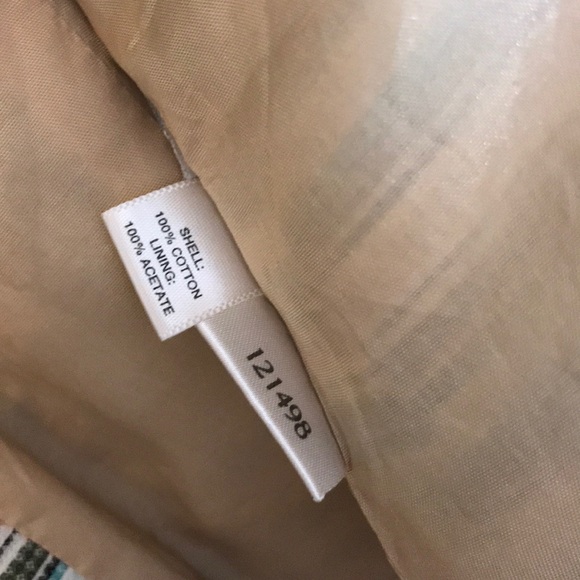 SHELL:
100% COTTON
LINING:
100% ACETATE
121498